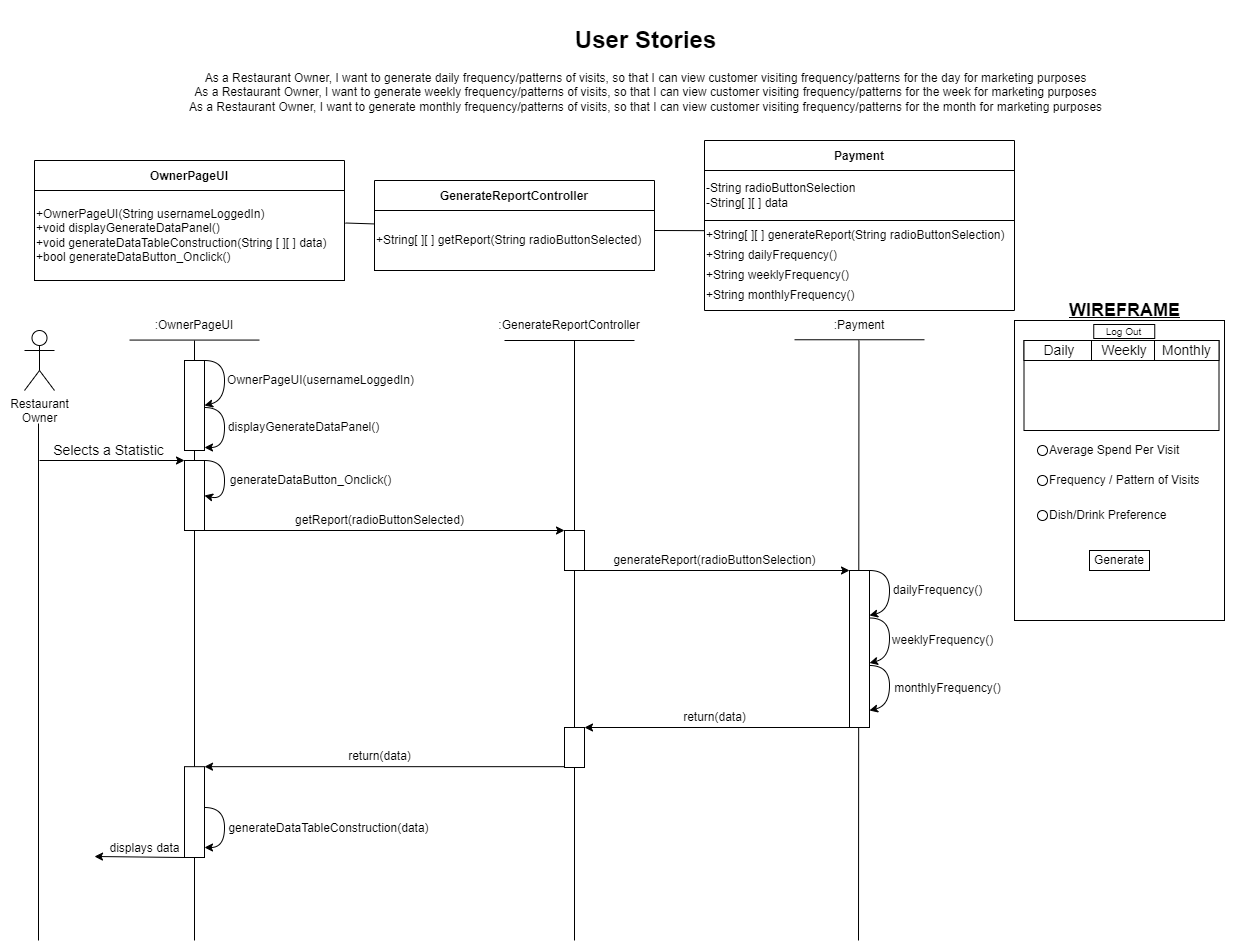 User Stories
As a Restaurant Owner, I want to generate daily frequency/patterns of visits, so that I can view customer visiting frequency/patterns for the day for marketing purposes
As a Restaurant Owner, I want to generate weekly frequency/patterns of visits, so that I can view customer visiting frequency/patterns for the week for marketing purposes
As a Restaurant Owner, I want to generate monthly frequency/patterns of visits, so that I can view customer visiting frequency/patterns for the month for marketing purposes
OwnerPageUI
+OwnerPageUI(String usernameLoggedIn)
+void displayGenerateDataPanel()
+void generateDataTableConstruction(String [ ][ ] data)
+bool generateDataButton_Onclick()
GenerateReportController
+String[ ][ ] getReport(String radioButtonSelected)
Payment
-String radioButtonSelection
-String[ ][ ] data
+String[ ][ ] generateReport(String radioButtonSelection)
+String dailyFrequency()
+String weeklyFrequency()
+String monthlyFrequency()
WIREFRAME
Log Out
Daily Weekly Monthly
Average Spend Per Visit
Frequency / Pattern of Visits
Dish/Drink Preference
Generate
:OwnerPageUI
:GenerateReportController
:Payment
Restaurant
Owner
OwnerPageUI(usernameLoggedIn)
displayGenerateDataPanel()
Selects a Statistic
generateDataButton_Onclick()
getReport(radioButtonSelected)
generateReport(radioButtonSelection)
dailyFrequency()
weeklyFrequency()
monthlyFrequency()
return(data)
return(data)
generateDataTableConstruction(data)
displays data